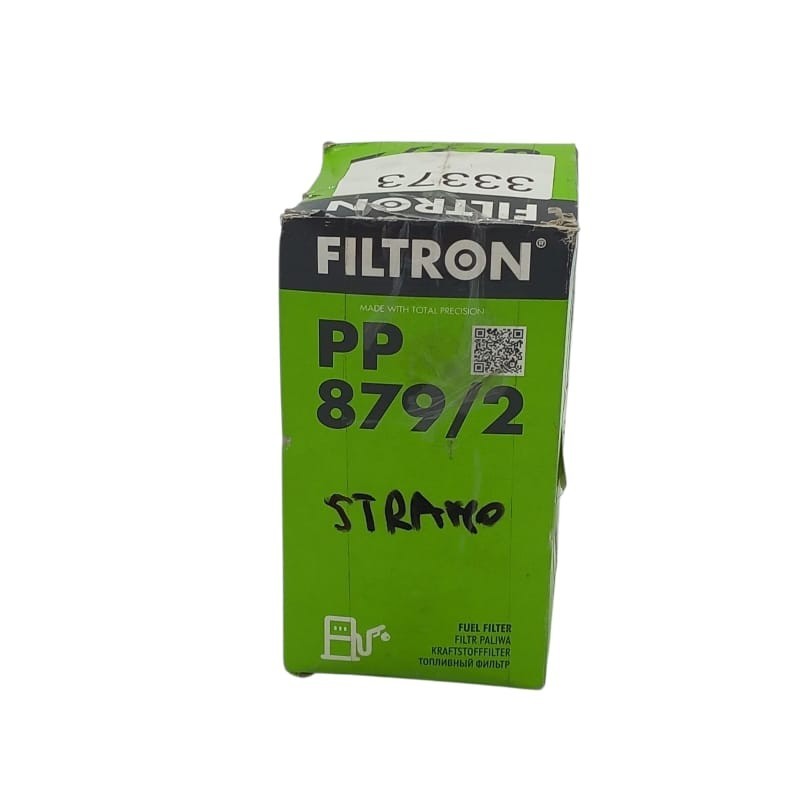 33373
FILTRON
FILTRON®
MADE WITH TOTAL PRECISION
PP
879/2
STRAMO
FUEL FILTER
FILTR PALIWA
KRAFTSTOFFFILTER
ТОПЛИВНЫЙ ФИЛЬТР